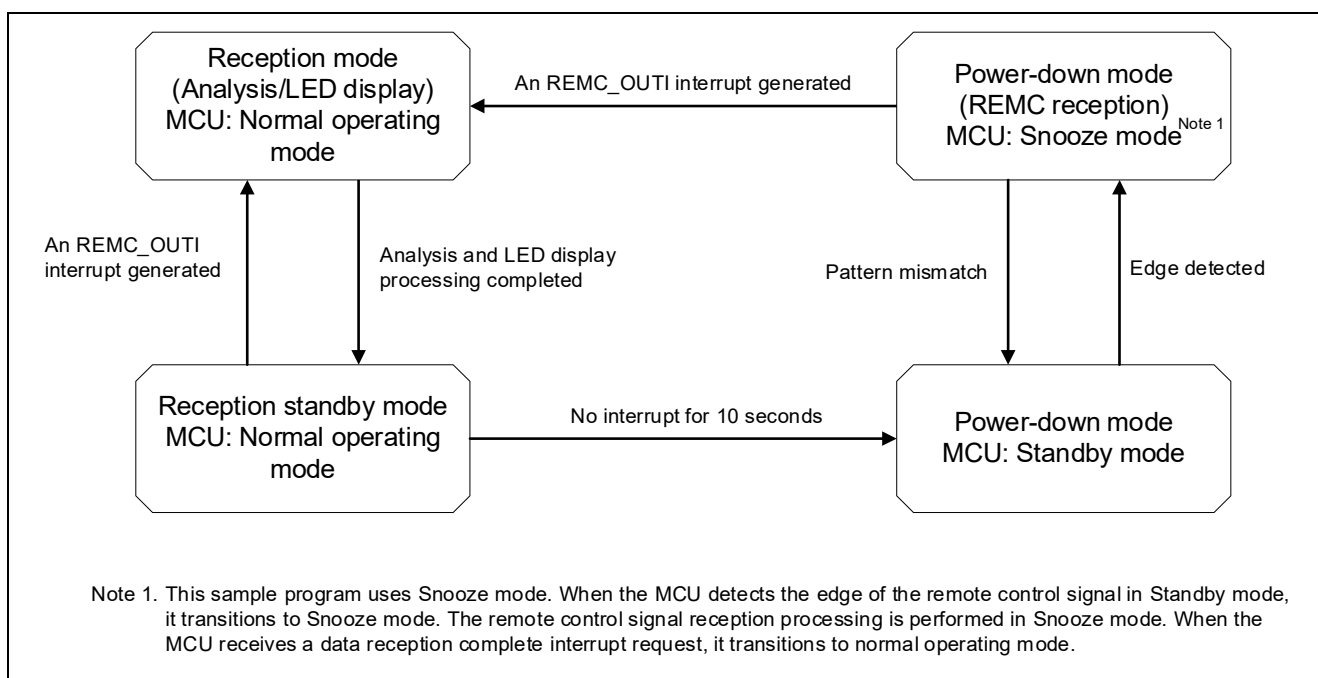 Reception mode
(Analysis/LED display)
MCU: Normal operating
mode
An REMC_OUTI interrupt generated
Power-down mode
(REMC reception)
MCU: Snooze mode Note 1
An REMC_OUTI
interrupt generated
Analysis and LED display
processing completed
Pattern mismatch
Edge detected
Reception standby mode
MCU: Normal operating
mode
No interrupt for 10 seconds
Power-down mode
MCU: Standby mode
Note 1. This sample program uses Snooze mode. When the MCU detects the edge of the remote control signal in Standby mode,
it transitions to Snooze mode. The remote control signal reception processing is performed in Snooze mode. When the
MCU receives a data reception complete interrupt request, it transitions to normal operating mode.